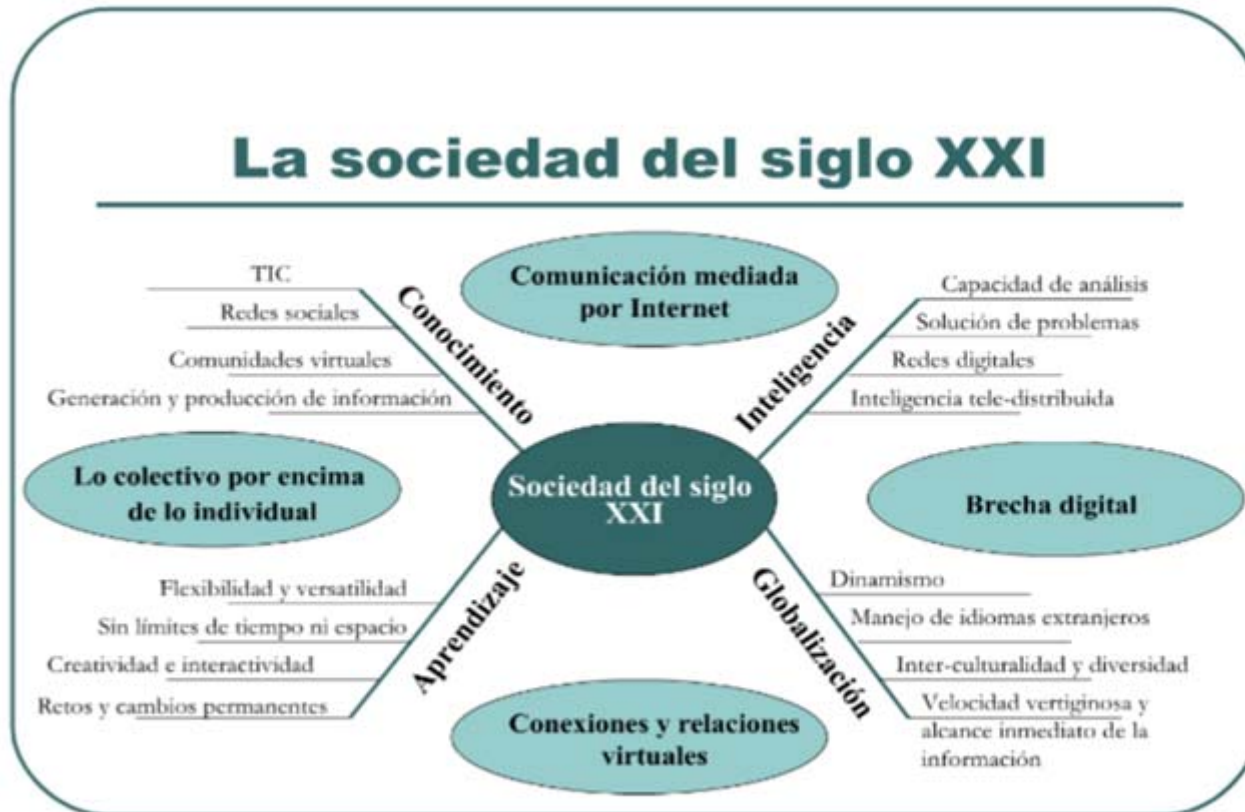 La sociedad del siglo XXI
Comunicación mediada
por Internet
TIC
Redes sociales
Comunidades virtuales
Generación y producción de información
Conocimiento
Capacidad de análisis
Solución de problemas
Redes digitales
Inteligencia tele-distribuida
Inteligencia
Lo colectivo por encima
de lo individual
Sociedad del siglo
XXI
Brecha digital
Flexibilidad y versatilidad
Sin límites de tiempo ni espacio
Creatividad e interactividad
Retos y cambios permanentes
Aprendizaje
Dinamismo
Manejo de idiomas extranjeros
Inter-culturalidad y diversidad
Velocidad vertiginosa y
alcance inmediato de la
información
Globalización
Conexiones y relaciones
virtuales